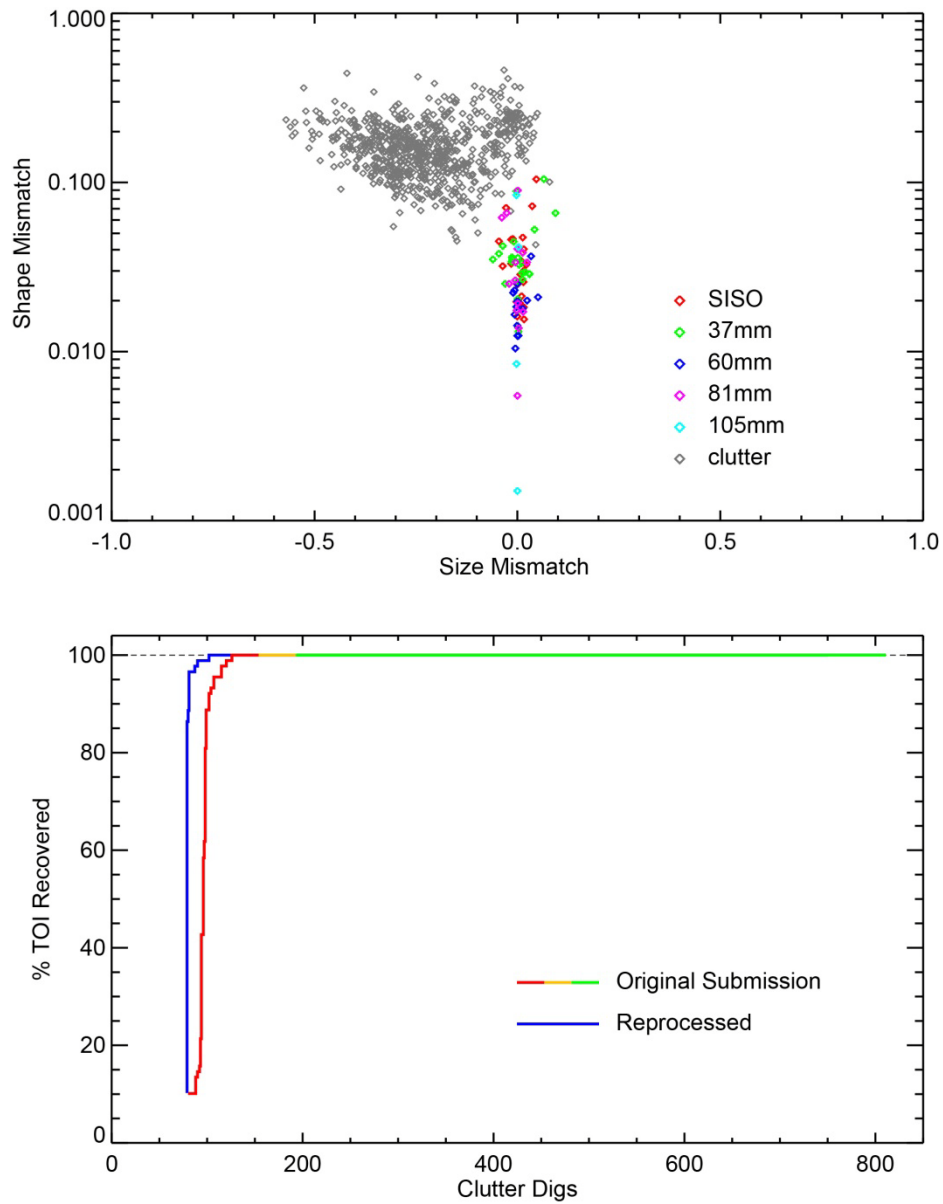 1.000
0.100
0.010
0.001
Shape Mismatch
SISO
37mm
60mm
81mm
105mm
clutter
-1.0
-0.5
0.0
0.5
1.0
Size Mismatch
100
80
60
40
20
0
% TOI Recovered
Original Submission
Reprocessed
0
200
400
600
800
Clutter Digs